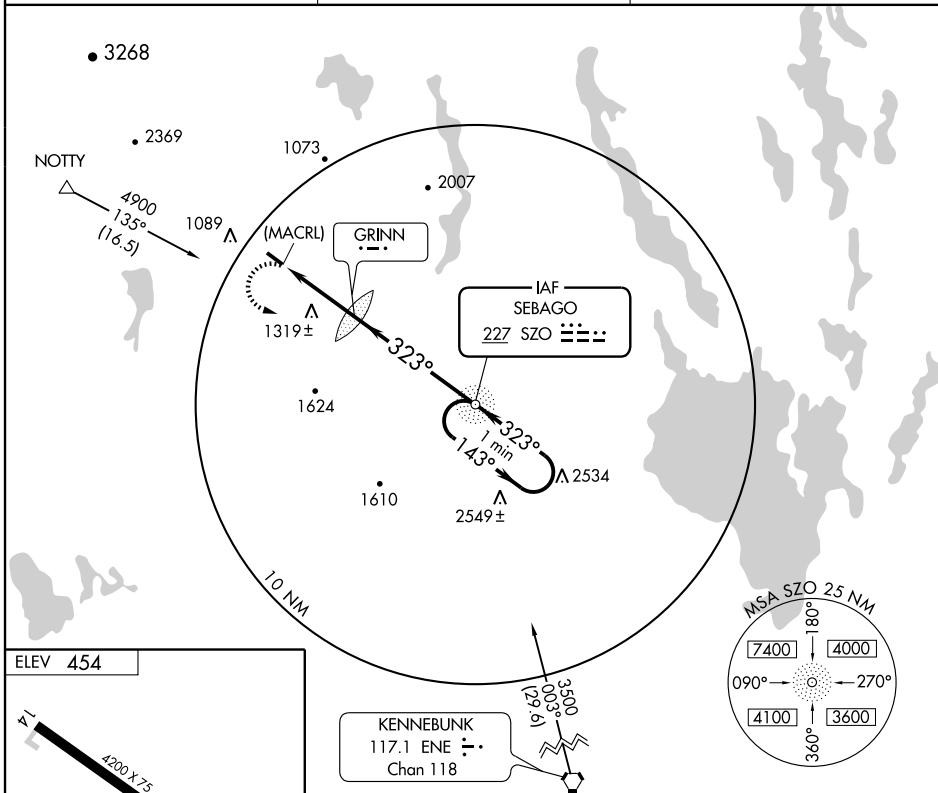 3268
2369
NOTTY
4900
135°
(16.5)
1073
2007
1089
(MACRL)
GRINN
1319±
323°
IAF
SEBAGO
227 SZO
1624
323°
1 min
143°
2534
1610
2549±
10 NM
MSA SZO 25 NM
180°
7400
4000
090°
270°
4100
3600
360°
3500
003°
(29.6)
KENNEBUNK
117.1 ENE
Chan 118
ELEV 454
14
4200 X 75